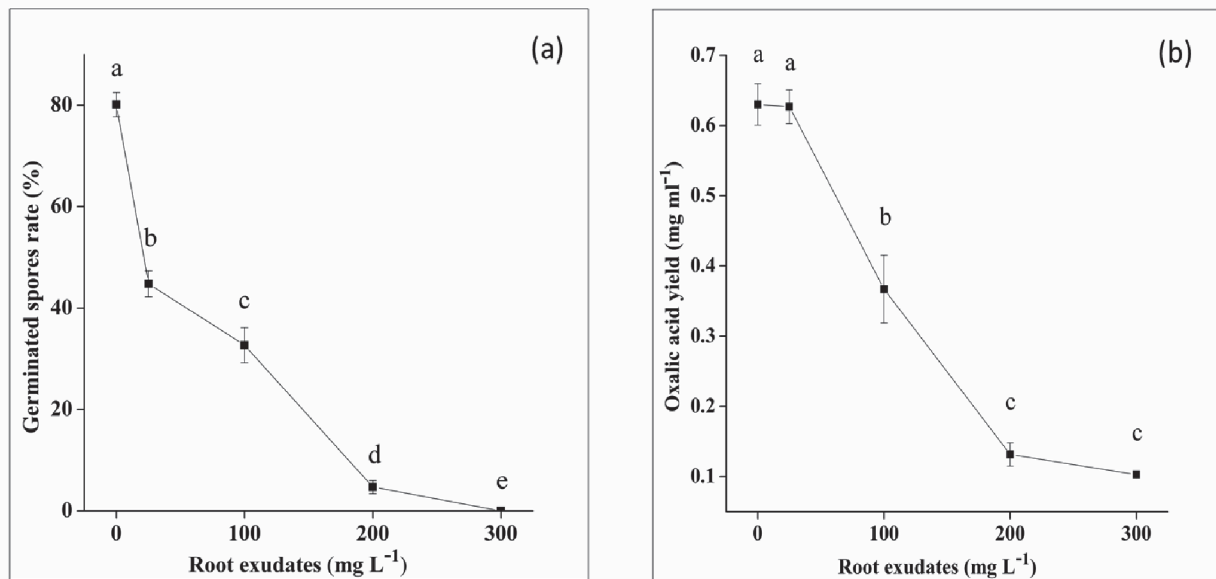 (a)
a
80
b
60
c
40
20
d
e
0
0 100 200 300
Germinated spores rate (%)
Root exudates (mg L⁻¹)
(b)
0.7
a a
0.6
0.5
b
0.4
0.3
0.2
c
c
0.1
0 100 200 300
Oxalic acid yield (mg ml⁻¹)
Root exudates (mg L⁻¹)